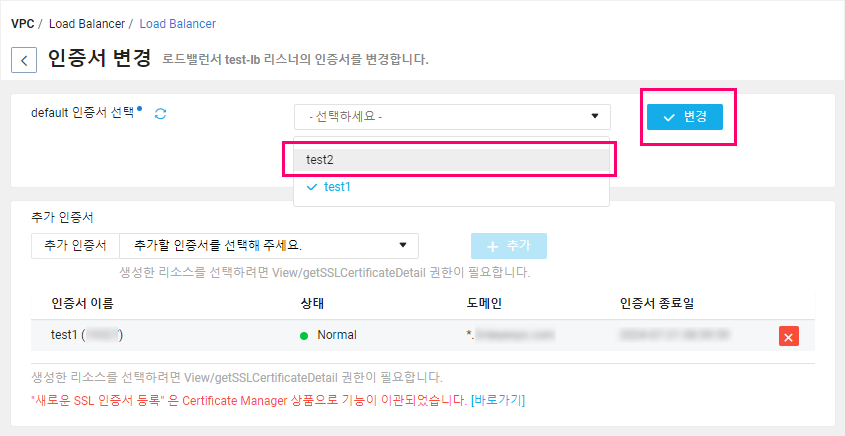 VPC / Load Balancer / Load Balancer
인증서 변경 로드밸런서 test-lb 리스너의 인증서를 변경합니다.
default 인증서 선택 - 선택하세요 - 변경
test2
test1
추가 인증서
추가 인증서 추가할 인증서를 선택해 주세요. 추가
생성한 리소스를 선택하려면 View/getSSLCertificateDetail 권한이 필요합니다.
인증서 이름 상태 도메인 인증서 종료일
test1 ( ) Normal *.
생성한 리소스를 선택하려면 View/getSSLCertificateDetail 권한이 필요합니다.
"새로운 SSL 인증서 등록" 은 Certificate Manager 상품으로 기능이 이관되었습니다. [바로가기]